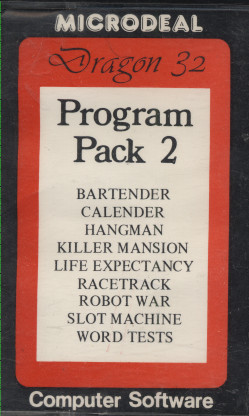 MICRODEAL
Dragon 32
Program
Pack 2
BARTENDER
CALENDER
HANGMAN
KILLER MANSION
LIFE EXPECTANCY
RACETRACK
ROBOT WAR
SLOT MACHINE
WORD TESTS
Computer Software